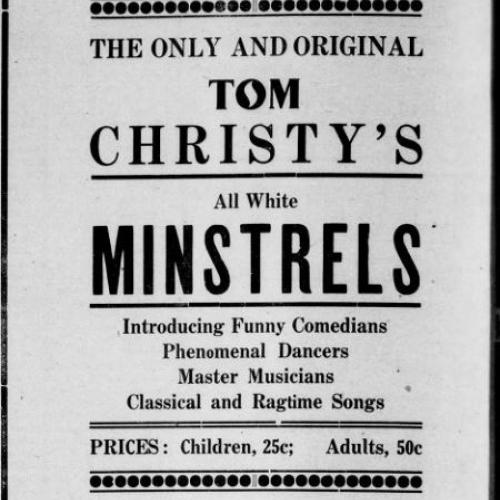 THE ONLY AND ORIGINAL
TOM
CHRISTY'S
All White
MINSTRELS
Introducing Funny Comedians
Phenomenal Dancers
Master Musicians
Classical and Ragtime Songs
PRICES: Children, 25c; Adults, 50c